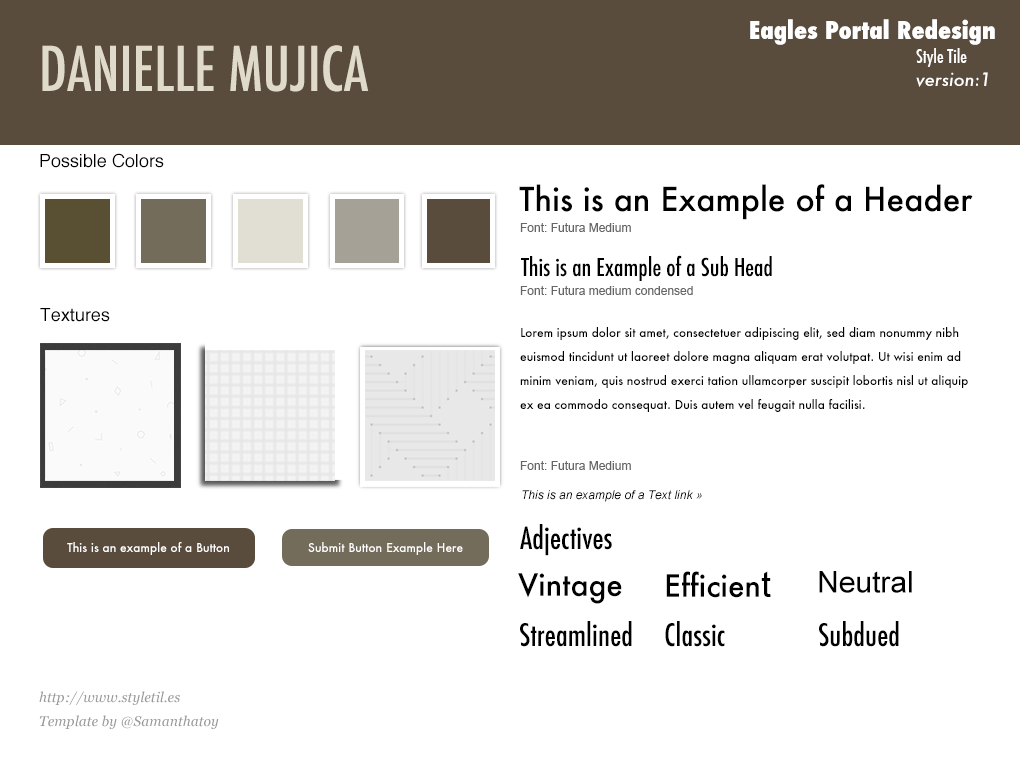 DANIELLE MUJICA
Eagles Portal Redesign
Style Tile
version:1
Possible Colors
Textures
This is an example of a Button
Submit Button Example Here
This is an Example of a Header
Font: Futura Medium
This is an Example of a Sub Head
Font: Futura medium condensed
Lorem ipsum dolor sit amet, consectetuer adipiscing elit, sed diam nonummy nibh
euismod tincidunt ut laoreet dolore magna aliquam erat volutpat. Ut wisi enim ad
minim veniam, quis nostrud exerci tation ullamcorper suscipit lobortis nisl ut aliquip
ex ea commodo consequat. Duis autem vel feugait nulla facilisi.
Font: Futura Medium
This is an example of a Text link »
Adjectives
Vintage Efficient Neutral
Streamlined Classic Subdued
http://www.styletil.es
Template by @Samanthatoy